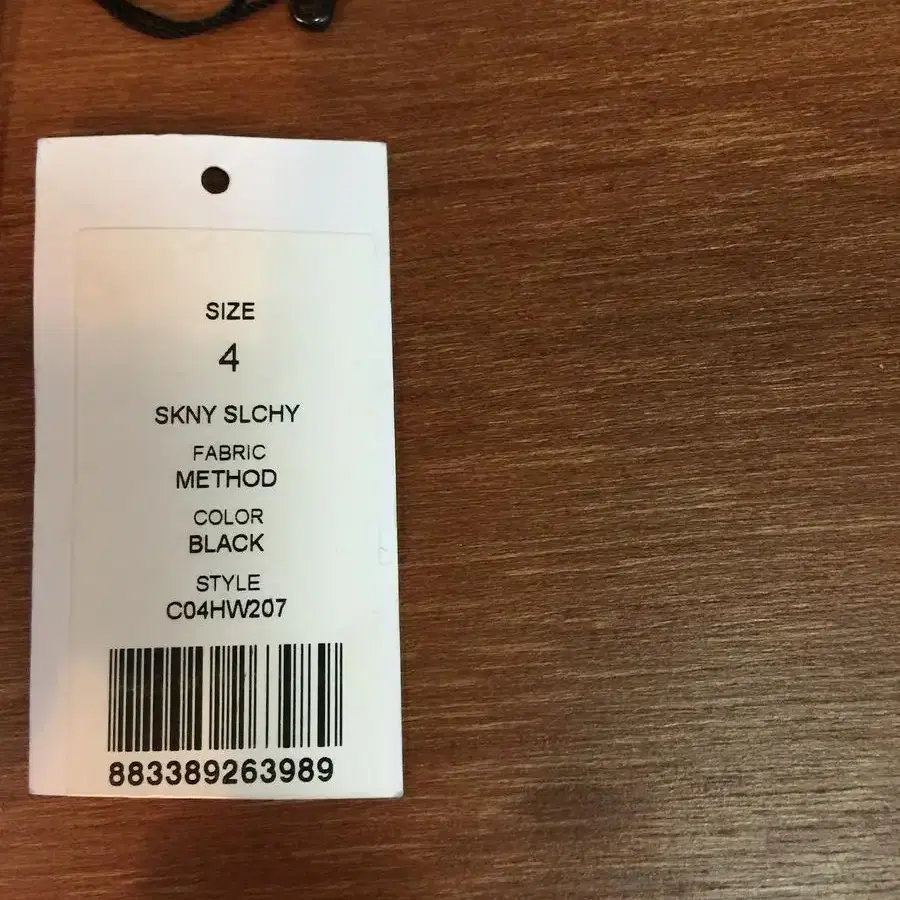 SIZE
4
SKNY SLCHY
FABRIC
METHOD
COLOR
BLACK
STYLE
C04HW207
883389263989